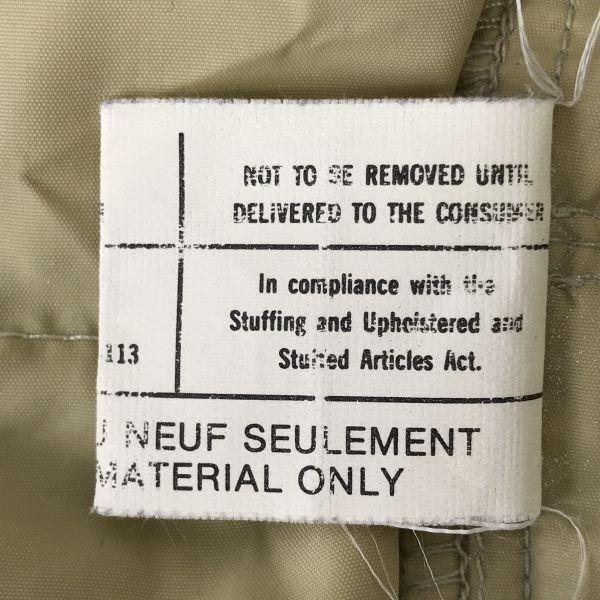 NOT TO BE REMOVED UNTIL
DELIVERED TO THE CONSUMER
In compliance with the
Stuffing and Upholstered and
113
Stuffed Articles Act.
NEUF SEULEMENT
MATERIAL ONLY